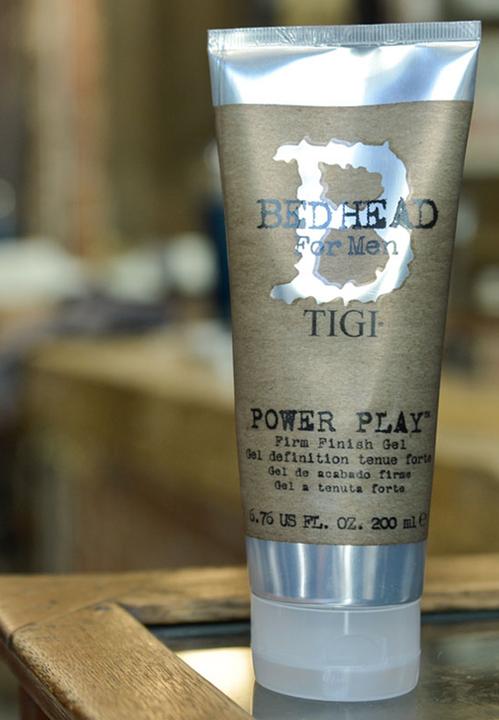 B
BEDHEAD
For Men
TIGI
POWER PLAY™
Firm Finish Gel
Gel definition tenue forte
Gel de acabado firme
Gel a tenuta forte
6.76 US FL. OZ. 200 ml e